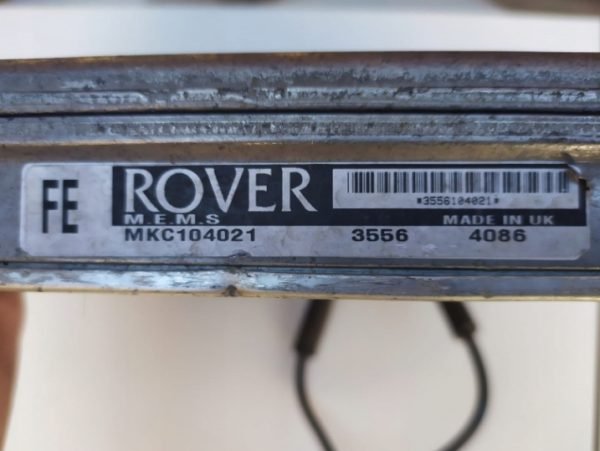 FE
ROVER
*3556104021*
M.E.M.S MADE IN UK
MKC104021 3556 4086